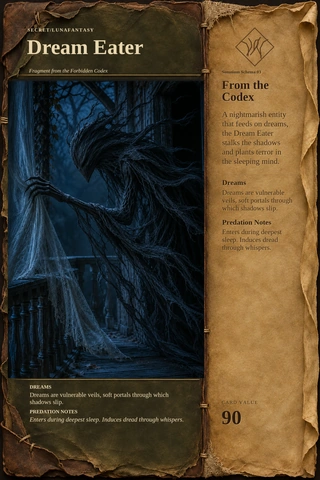 SECRET/LUNAFANTASY
Dream Eater
Fragment from the Forbidden Codex
DREAMS
Dreams are vulnerable veils, soft portals through which
shadows slip.
PREDATION NOTES
Enters during deepest sleep. Induces dread through whispers.
From the
Codex
A nightmarish entity
that feeds on dreams,
the Dream Eater
stalks the shadows
and plants terror in
the sleeping mind.
Dreams
Dreams are vulnerable
veils, soft portals through
which shadows slip.
Predation Notes
Enters during deepest
sleep. Induces dread
through whispers.
CARD VALUE
90